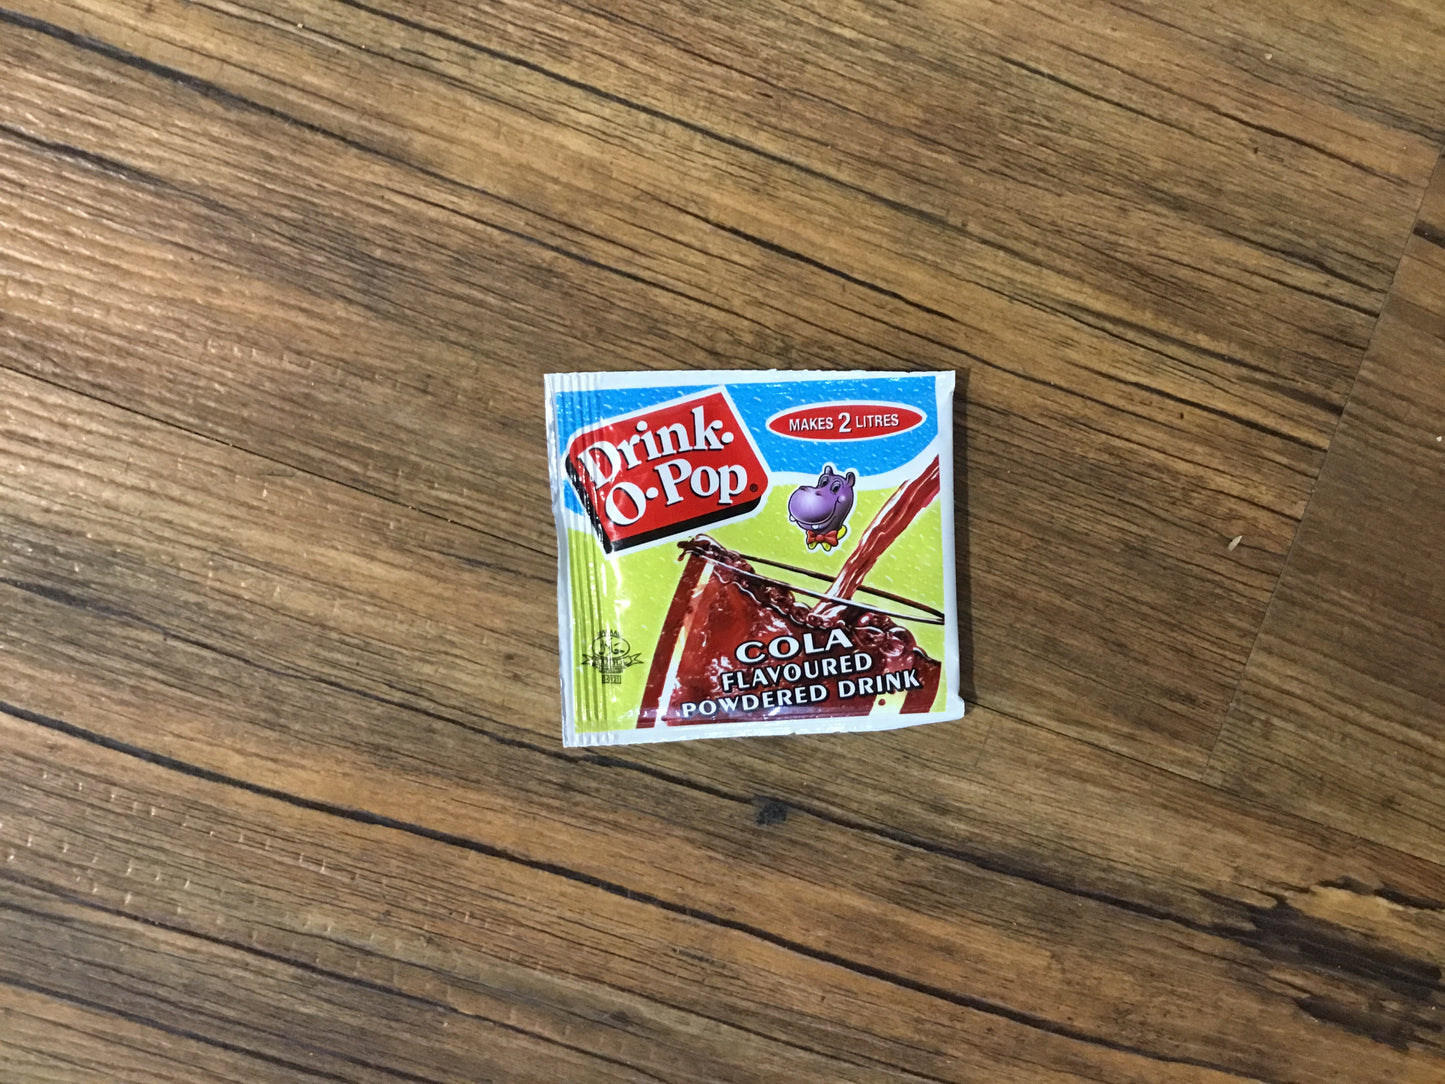 Drink-
O-Pop®
MAKES 2 LITRES
COLA
FLAVOURED
POWDERED DRINK